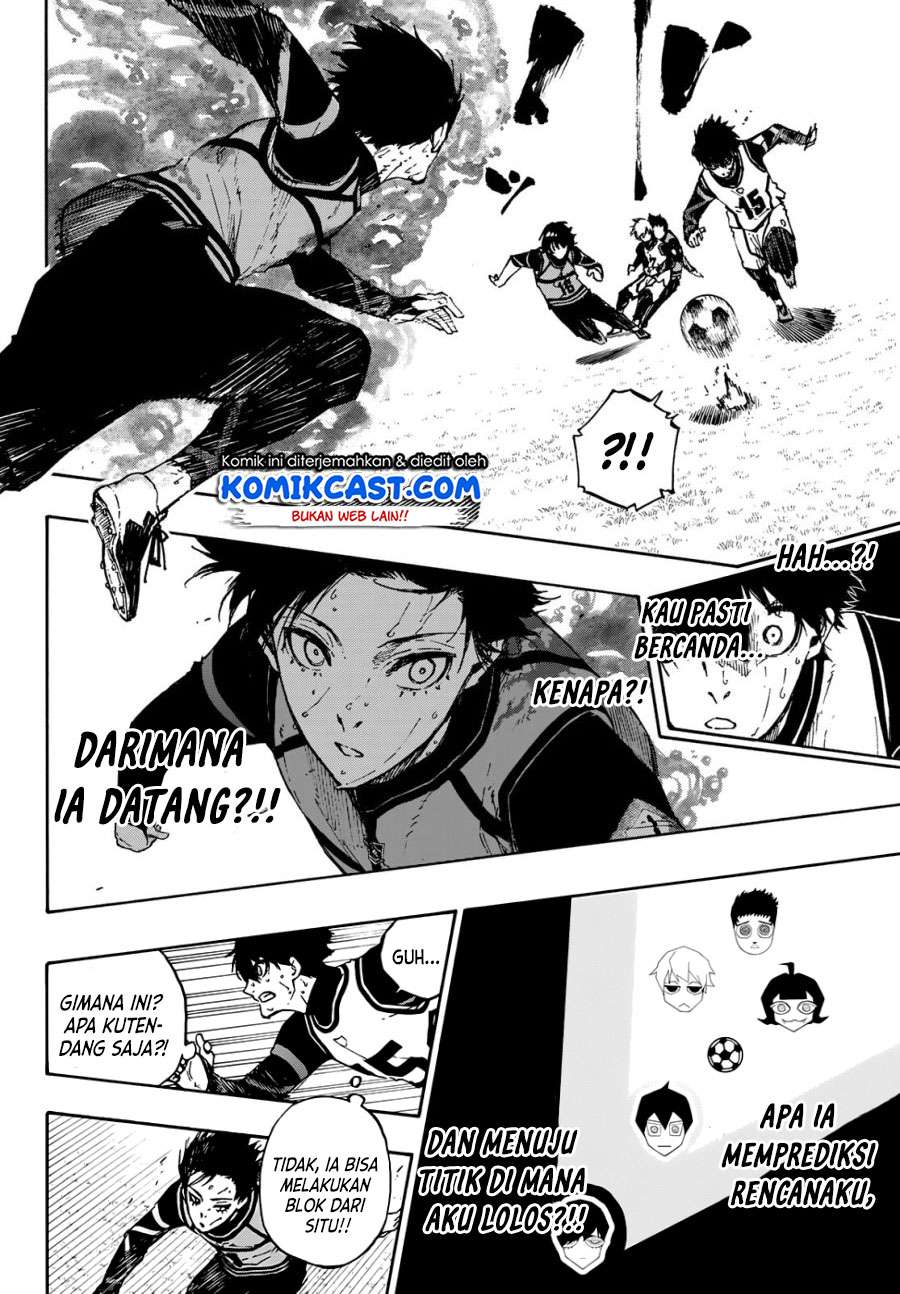 15
16
?!!
Komik ini diterjemahkan & diedit oleh
KOMIKCAST.COM
BUKAN WEB LAIN!!
HAH...?!
KAU PASTI
BERCANDA...
KENAPA?!
DARIMANA
IA DATANG?!!
APA IA
MEMPREDIKSI
RENCANAKU,
DAN MENUJU
TITIK DI MANA
AKU LOLOS?!!
GUH...
GIMANA INI?
APA KUTEN-
DANG SAJA?!
TIDAK, IA BISA
MELAKUKAN
BLOK DARI
SITU!!